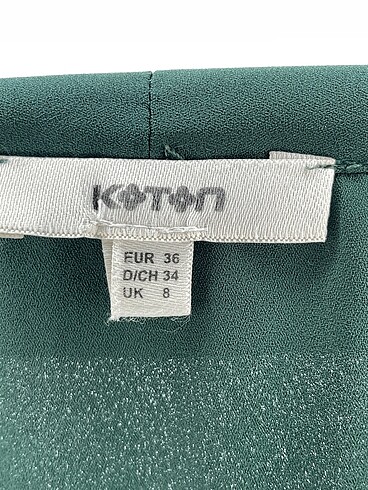 KOTON
EUR 36
D/CH 34
UK 8